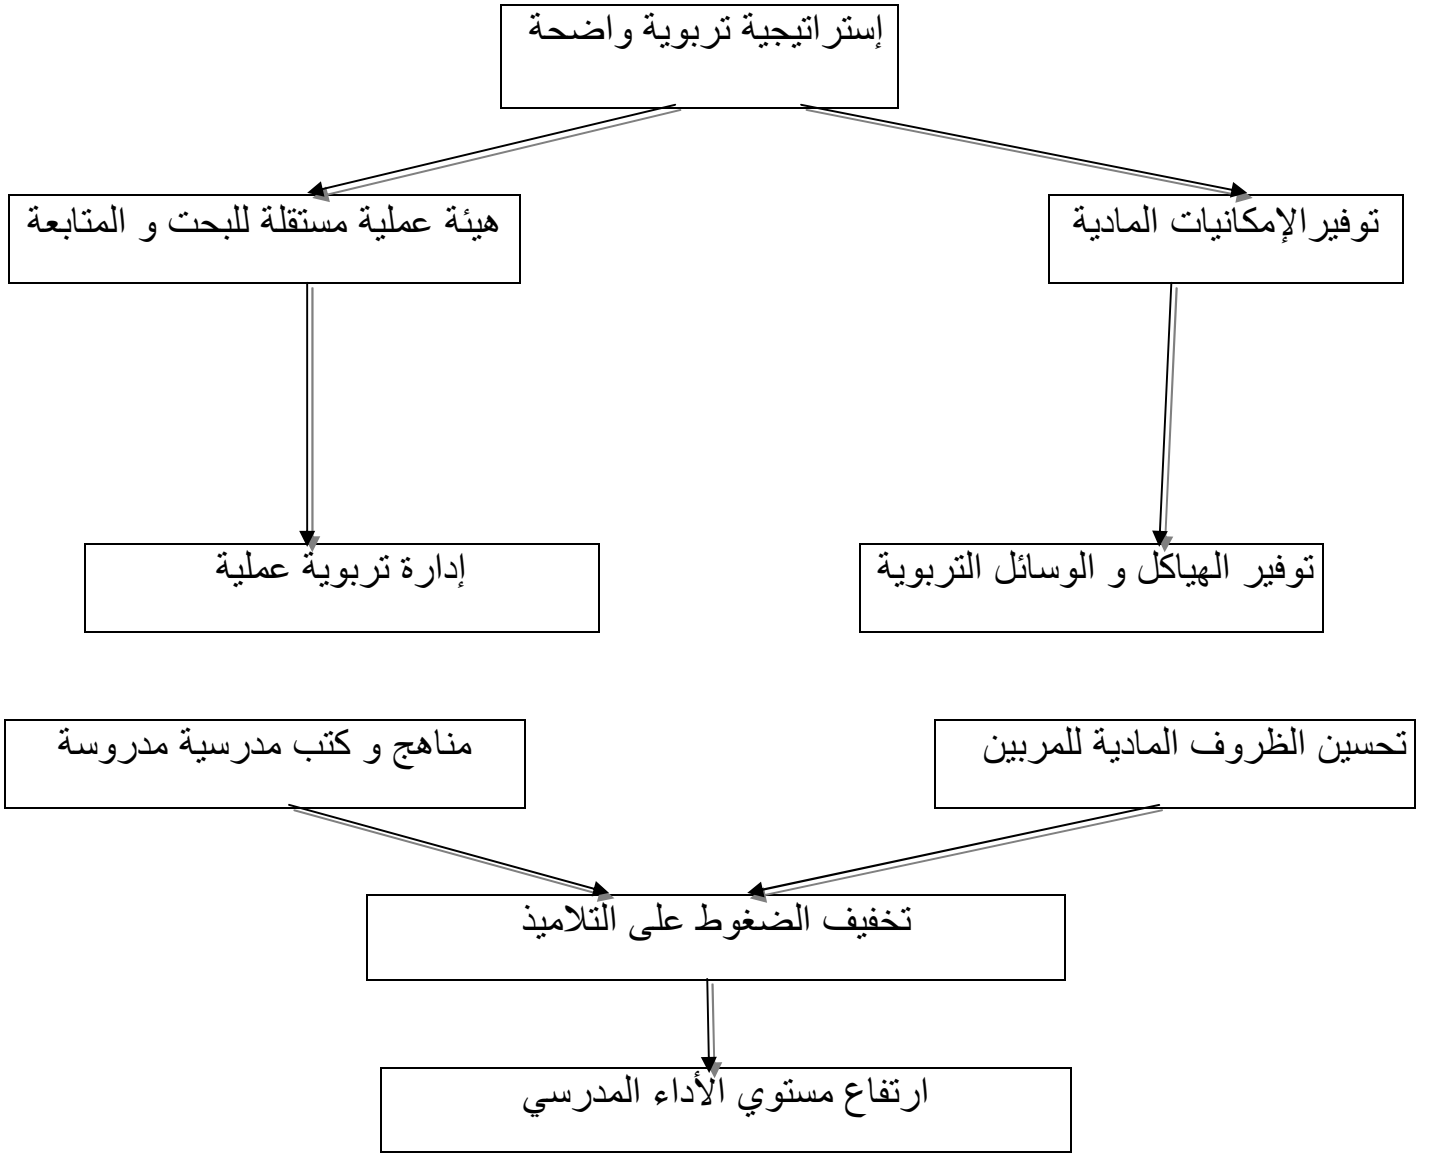 إستراتيجية تربوية واضحة
توفيرالإمكانيات المادية
هيئة عملية مستقلة للبحت و المتابعة
توفير الهياكل و الوسائل التربوية
إدارة تربوية عملية
تحسين الظروف المادية للمربين
مناهج و كتب مدرسية مدروسة
تخفيف الضغوط على التلاميذ
ارتفاع مستوي الأداء المدرسي